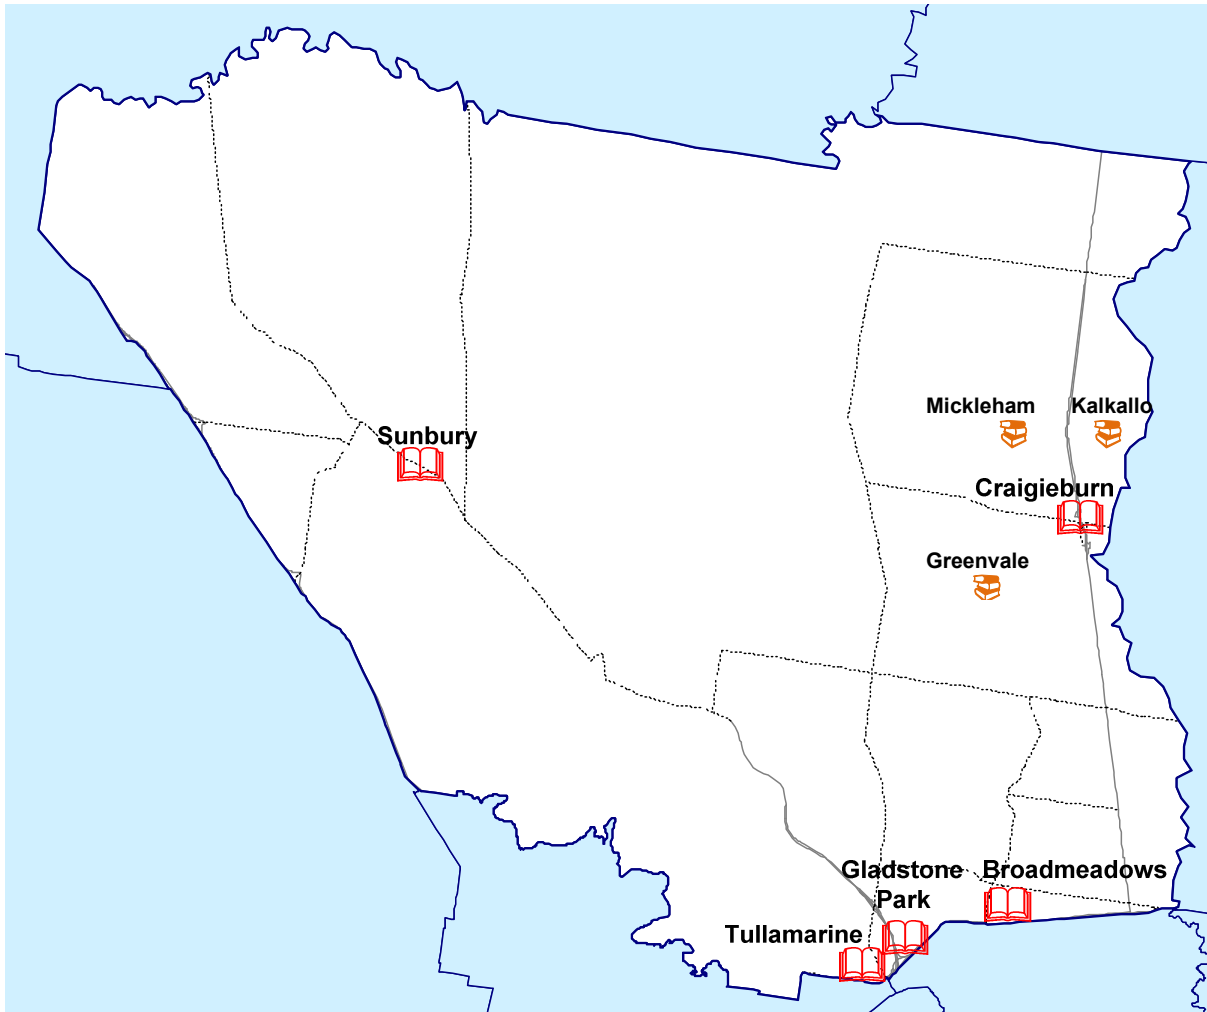 Mickleham
Kalkallo
Sunbury
Craigieburn
Greenvale
Gladstone
Park
Broadmeadows
Tullamarine